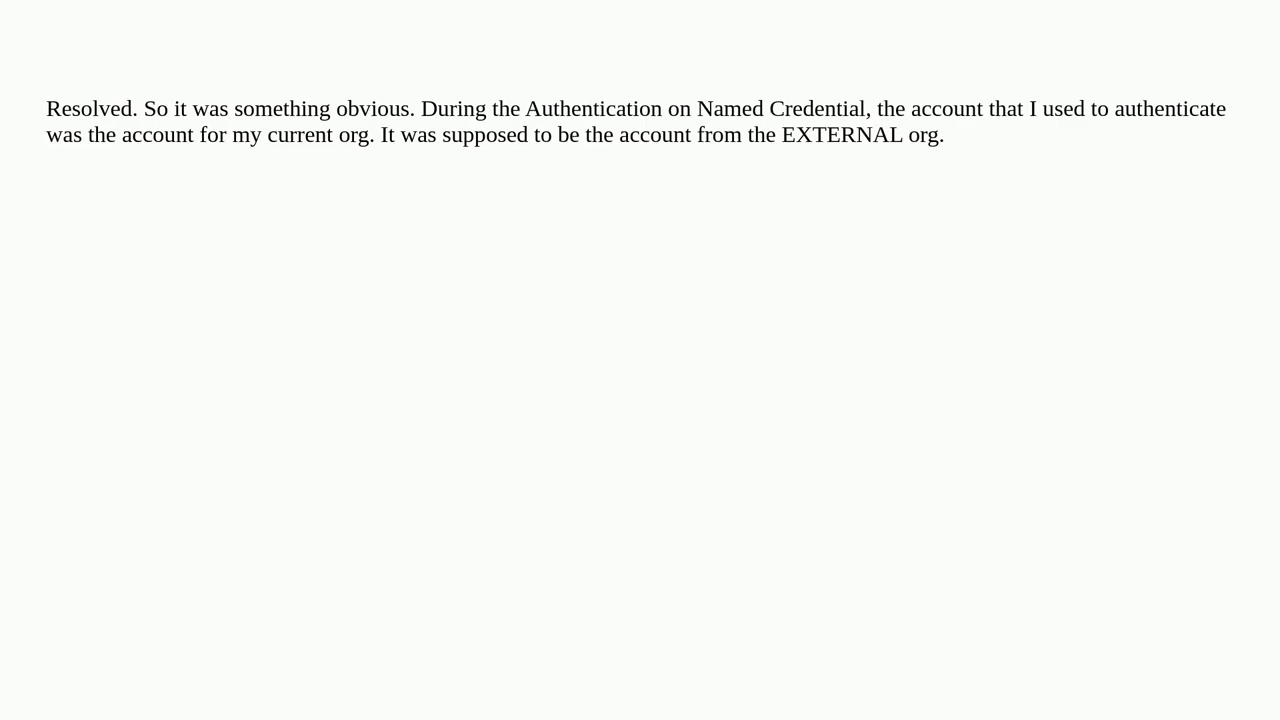 Resolved. So it was something obvious. During the Authentication on Named Credential, the account that I used to authenticate
was the account for my current org. It was supposed to be the account from the EXTERNAL org.